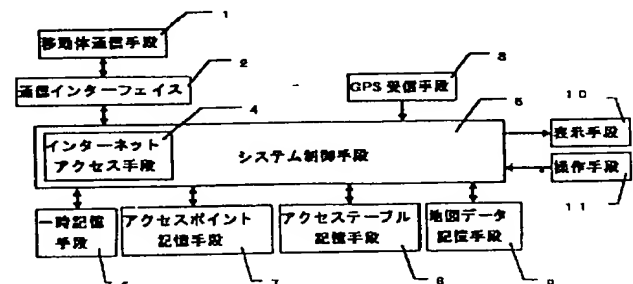 1
移動体通信手段
2
通信インターフェイス
3
GPS 受信手段
4
5
インターネット
アクセス手段
システム制御手段
10
表示手段
操作手段
11
一時記憶
手段
アクセスポイント
記憶手段
7
アクセステーブル
記憶手段
8
地図データ
記憶手段
9